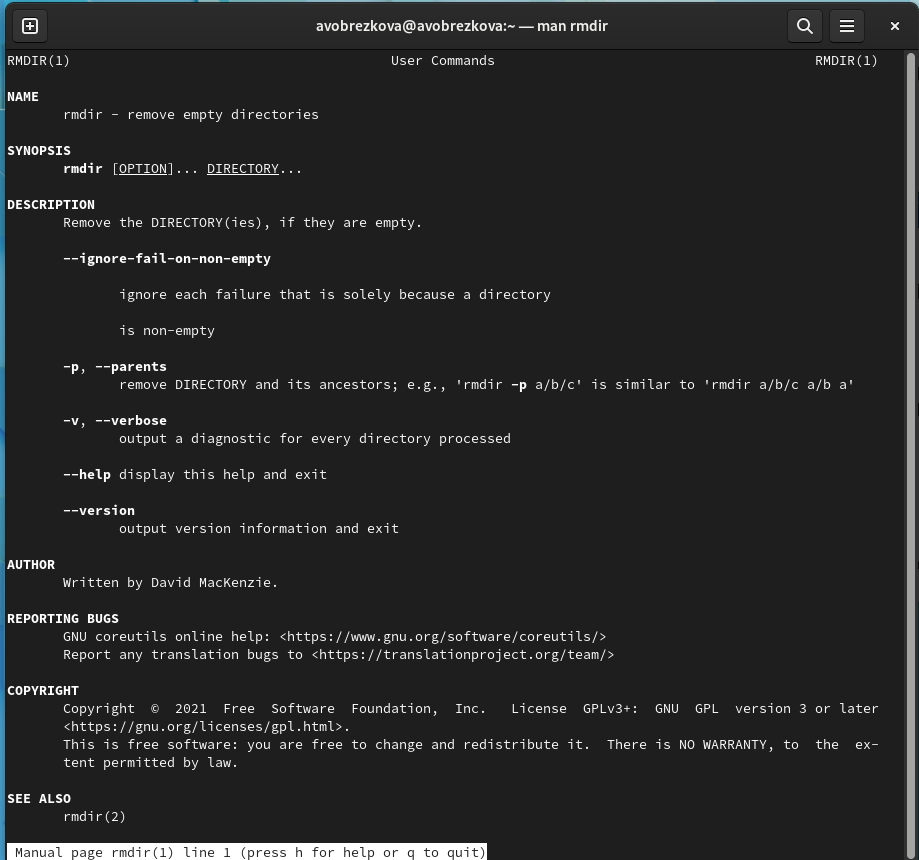 avobrezkova@avobrezkova:~ — man rmdir
RMDIR(1) User Commands RMDIR(1)
NAME
rmdir - remove empty directories
SYNOPSIS
rmdir [OPTION]... DIRECTORY...
DESCRIPTION
Remove the DIRECTORY(ies), if they are empty.
--ignore-fail-on-non-empty
ignore each failure that is solely because a directory
is non-empty
-p, --parents
remove DIRECTORY and its ancestors; e.g., 'rmdir -p a/b/c' is similar to 'rmdir a/b/c a/b a'
-v, --verbose
output a diagnostic for every directory processed
--help display this help and exit
--version
output version information and exit
AUTHOR
Written by David MacKenzie.
REPORTING BUGS
GNU coreutils online help: <https://www.gnu.org/software/coreutils/>
Report any translation bugs to <https://translationproject.org/team/>
COPYRIGHT
Copyright © 2021 Free Software Foundation, Inc. License GPLv3+: GNU GPL version 3 or later
<https://gnu.org/licenses/gpl.html>.
This is free software: you are free to change and redistribute it. There is NO WARRANTY, to the ex-
tent permitted by law.
SEE ALSO
rmdir(2)
Manual page rmdir(1) line 1 (press h for help or q to quit)